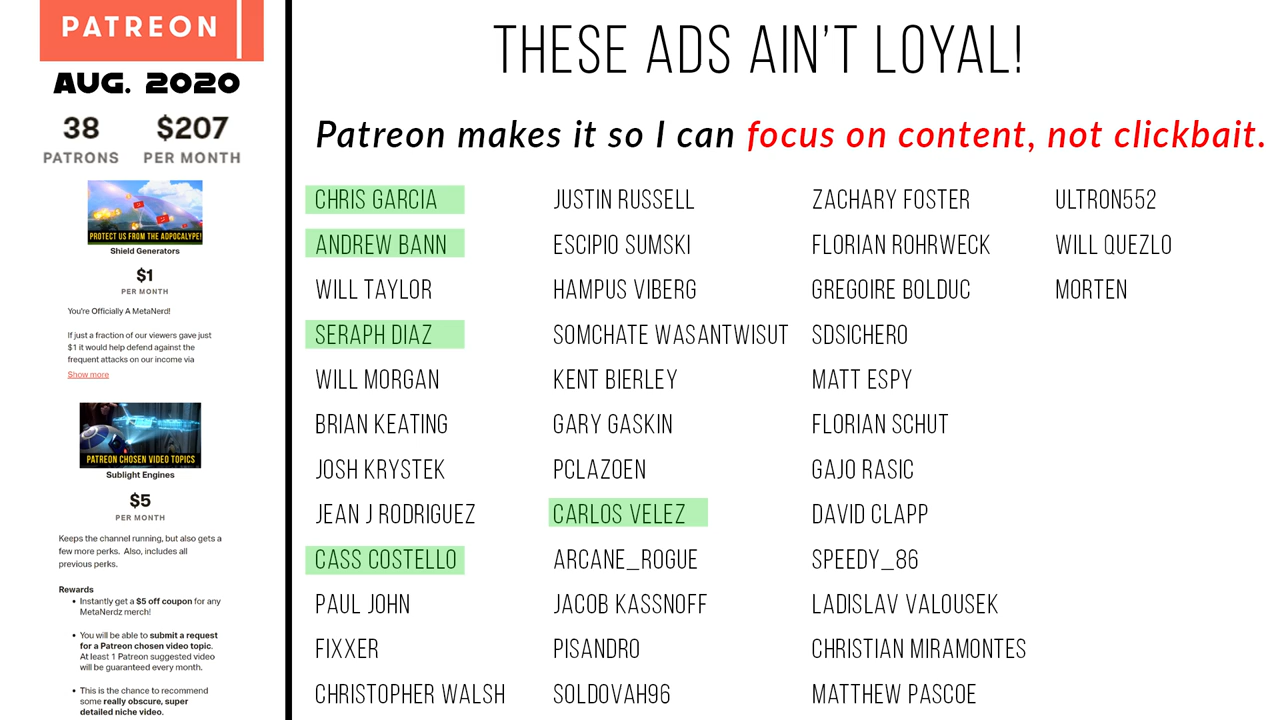 PATREON
AUG. 2020
38 $207
PATRONS PER MONTH
PROTECT US FROM THE ADPOCALYPE!
Shield Generators
$1
PER MONTH
You're Officially A MetaNerd!
If just a fraction of our viewers gave just
$1 it would help defend against the
frequent attacks on our income via
Show more
PATREON CHOSEN VIDEO TOPICS
Sublight Engines
$5
PER MONTH
Keeps the channel running, but also gets a
few more perks. Also, includes all
previous perks.
Rewards
• Instantly get a $5 off coupon for any
MetaNerdz merch!
• You will be able to submit a request
for a Patreon chosen video topic.
At least 1 Patreon suggested video
will be guaranteed every month.
• This is the chance to recommend
some really obscure, super
detailed niche video.
THESE ADS AIN'T LOYAL!
Patreon makes it so I can focus on content, not clickbait.
CHRIS GARCIA
ANDREW BANN
WILL TAYLOR
SERAPH DIAZ
WILL MORGAN
BRIAN KEATING
JOSH KRYSTEK
JEAN J RODRIGUEZ
CASS COSTELLO
PAUL JOHN
FIXXER
CHRISTOPHER WALSH
JUSTIN RUSSELL
ESCIPIO SUMSKI
HAMPUS VIBERG
SOMCHATE WASANTWISUT
KENT BIERLEY
GARY GASKIN
PCLAZOEN
CARLOS VELEZ
ARCANE_ROGUE
JACOB KASSNOFF
PISANDRO
SOLDOVAH96
ZACHARY FOSTER
FLORIAN ROHRWECK
GREGOIRE BOLDUC
SDSICHERO
MATT ESPY
FLORIAN SCHUT
GAJO RASIC
DAVID CLAPP
SPEEDY_86
LADISLAV VALOUSEK
CHRISTIAN MIRAMONTES
MATTHEW PASCOE
ULTRON552
WILL QUEZLO
MORTEN